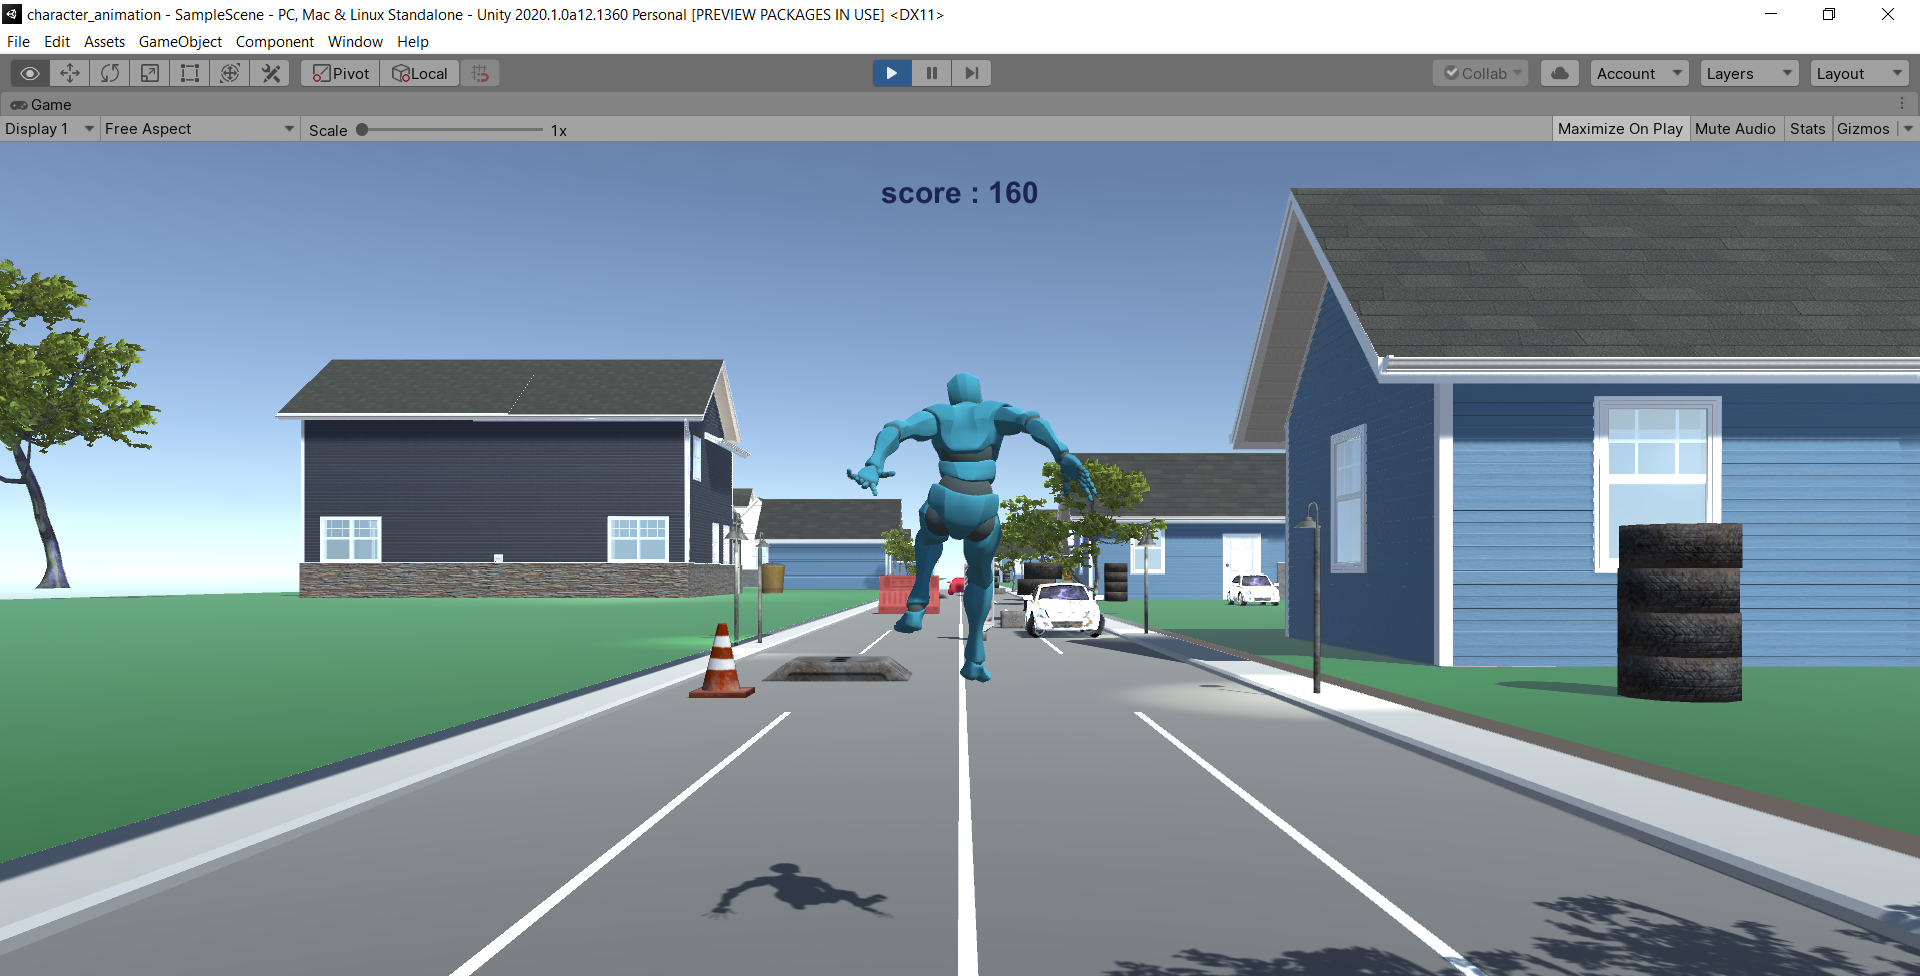 character_animation - SampleScene - PC, Mac & Linux Standalone - Unity 2020.1.0a12.1360 Personal [PREVIEW PACKAGES IN USE] <DX11>
File Edit Assets GameObject Component Window Help
Pivot Local Collab Account Layers Layout
Game
Display 1 Free Aspect Scale 1x Maximize On Play Mute Audio Stats Gizmos
score : 160